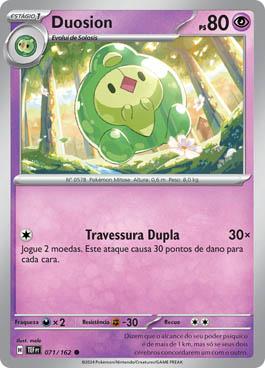 ESTÁGIO 1
Duosion
PS 80
Evolui de Solosis
Nº 0578 Pokémon Mitose Altura: 0,6 m Peso: 8,0 kg
Travessura Dupla 30×
Jogue 2 moedas. Este ataque causa 30 pontos de dano para
cada cara.
Fraqueza ×2 Resistência -30 Recuo
Ilust. melo
H TEF PT 071/162
Dizem que o alcance do seu poder psíquico
é de mais de 1 km, mas só se seus dois
cérebros concordarem um com o outro.
©2024 Pokémon/Nintendo/Creatures/GAME FREAK